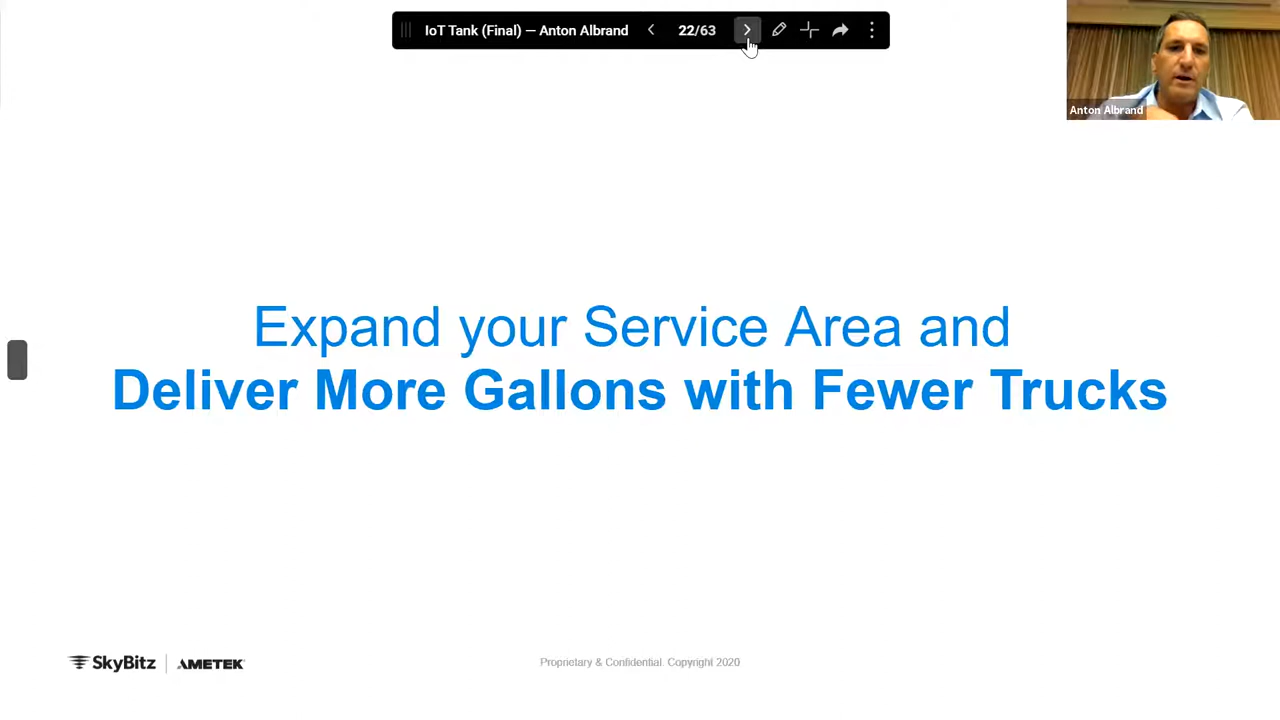 IoT Tank (Final) — Anton Albrand
22/63
Anton Albrand
Expand your Service Area and
Deliver More Gallons with Fewer Trucks
SkyBitz
AMETEK
Proprietary & Confidential. Copyright 2020